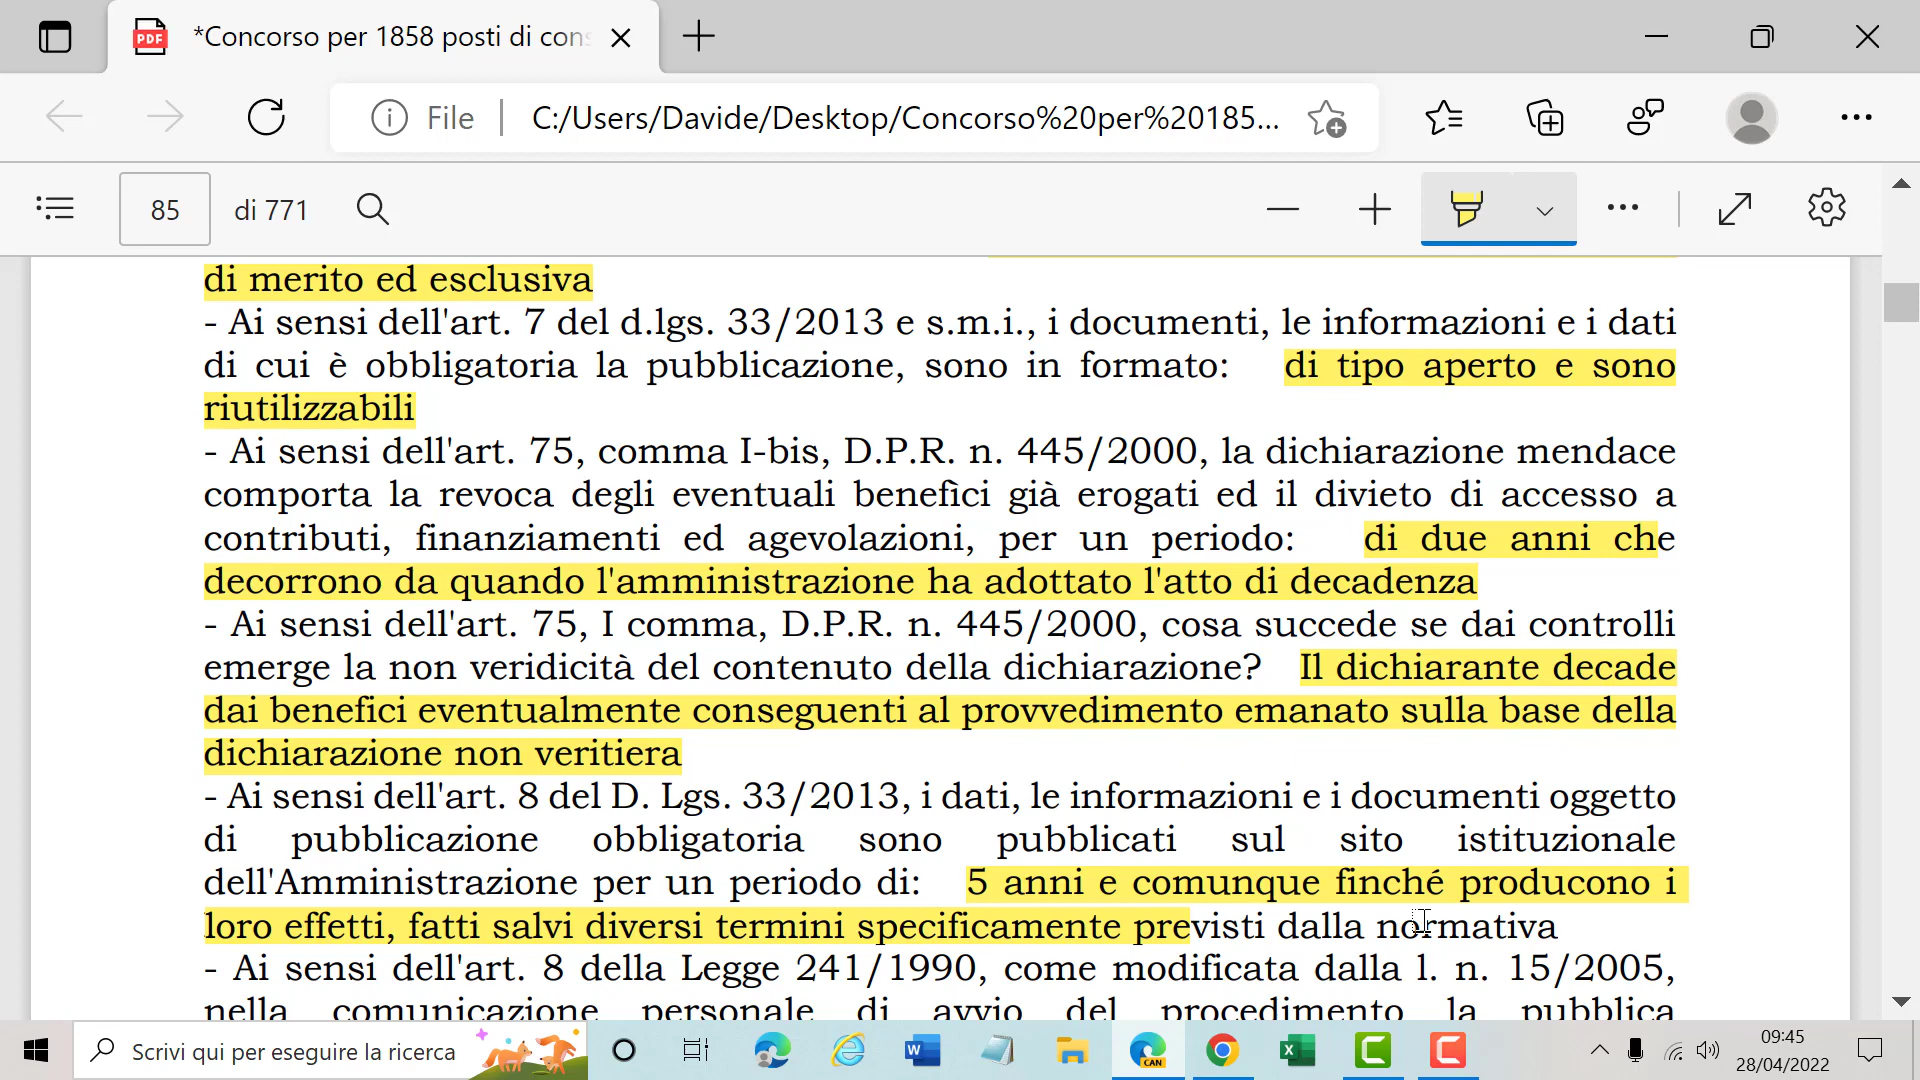 *Concorso per 1858 posti di con
File
C:/Users/Davide/Desktop/Concorso%20per%20185...
85 di 771
di merito ed esclusiva
- Ai sensi dell'art. 7 del d.lgs. 33/2013 e s.m.i., i documenti, le informazioni e i dati
di cui è obbligatoria la pubblicazione, sono in formato: di tipo aperto e sono
riutilizzabili
- Ai sensi dell'art. 75, comma I-bis, D.P.R. n. 445/2000, la dichiarazione mendace
comporta la revoca degli eventuali benefici già erogati ed il divieto di accesso a
contributi, finanziamenti ed agevolazioni, per un periodo: di due anni che
decorrono da quando l'amministrazione ha adottato l'atto di decadenza
- Ai sensi dell'art. 75, I comma, D.P.R. n. 445/2000, cosa succede se dai controlli
emerge la non veridicità del contenuto della dichiarazione? Il dichiarante decade
dai benefici eventualmente conseguenti al provvedimento emanato sulla base della
dichiarazione non veritiera
- Ai sensi dell'art. 8 del D. Lgs. 33/2013, i dati, le informazioni e i documenti oggetto
di pubblicazione obbligatoria sono pubblicati sul sito istituzionale
dell'Amministrazione per un periodo di: 5 anni e comunque finché producono i
loro effetti, fatti salvi diversi termini specificamente previsti dalla normativa
- Ai sensi dell'art. 8 della Legge 241/1990, come modificata dalla l. n. 15/2005,
nella comunicazione personale di avvio del procedimento la pubblica
Scrivi qui per eseguire la ricerca
CAN
09:45
28/04/2022